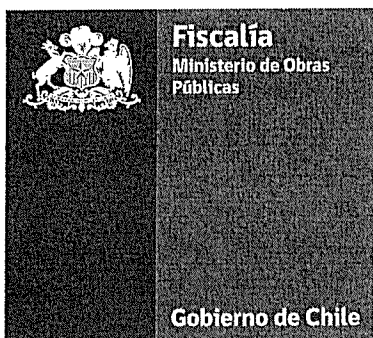 Fiscalía
Ministerio de Obras
Públicas
Gobierno de Chile